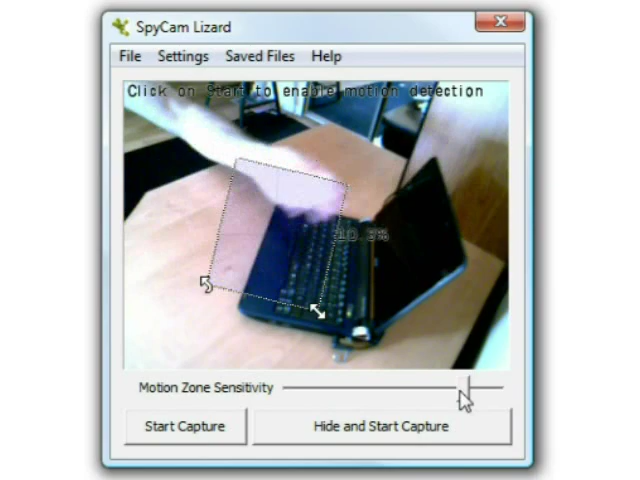 SpyCam Lizard
File Settings Saved Files Help
Click on Start to enable motion detection
Motion Zone Sensitivity
Start Capture Hide and Start Capture